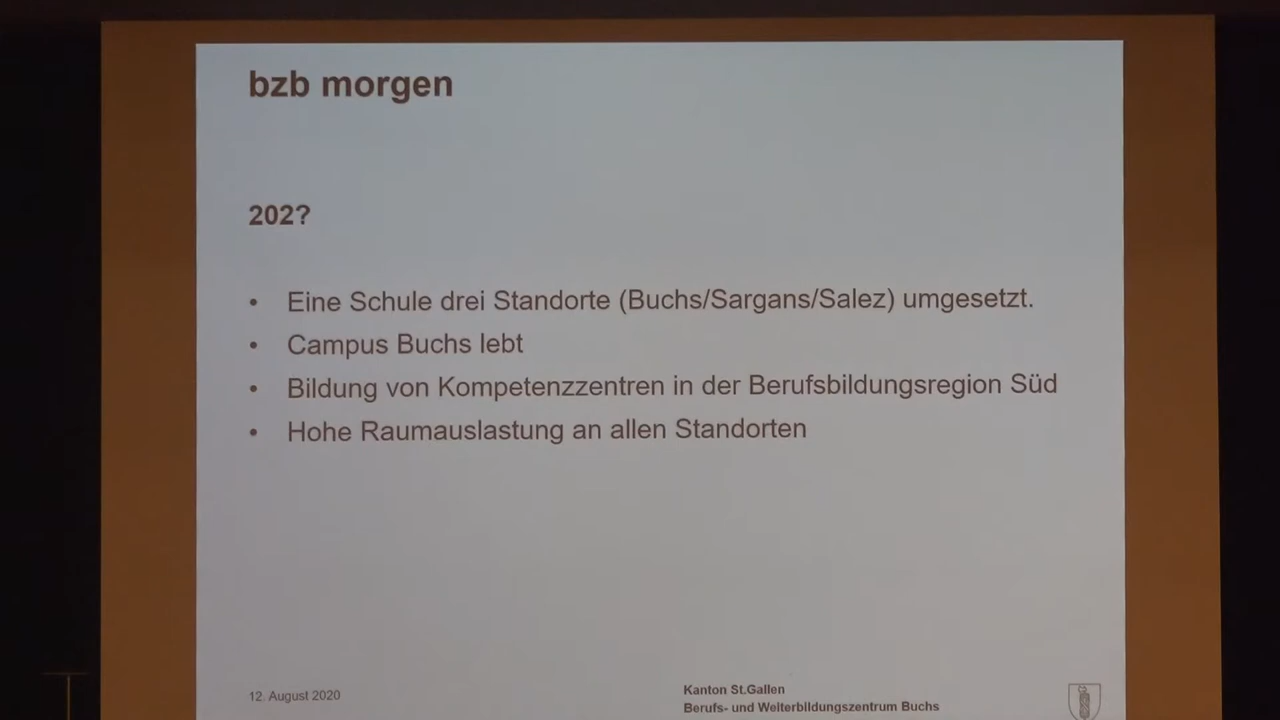 bzb morgen
202?
• Eine Schule drei Standorte (Buchs/Sargans/Salez) umgesetzt.
• Campus Buchs lebt
• Bildung von Kompetenzzentren in der Berufsbildungsregion Süd
• Hohe Raumauslastung an allen Standorten
12. August 2020
Kanton St.Gallen
Berufs- und Weiterbildungszentrum Buchs